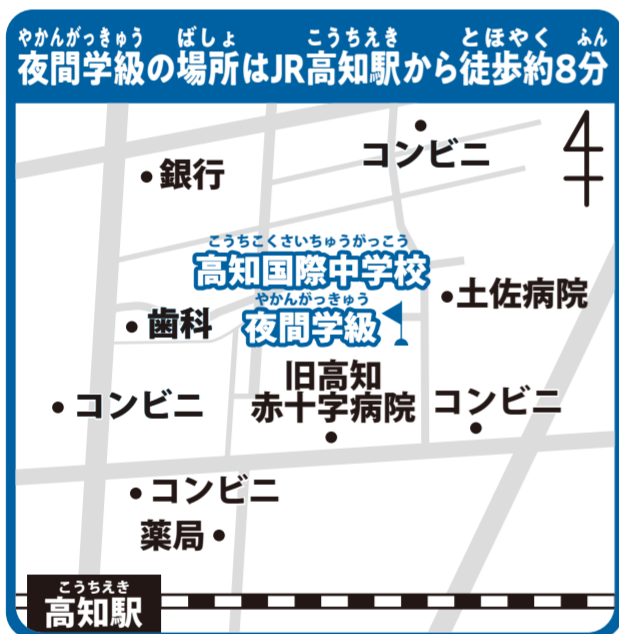 やかんがっきゅう ばしょ こうちえき とほやく ふん
夜間学級の場所はJR高知駅から徒歩約8分
コンビニ
銀行
こうちこくさいちゅうがっこう
高知国際中学校
やかんがっきゅう
夜間学級
土佐病院
歯科
旧高知
赤十字病院
コンビニ
コンビニ
コンビニ
薬局
こうちえき
高知駅